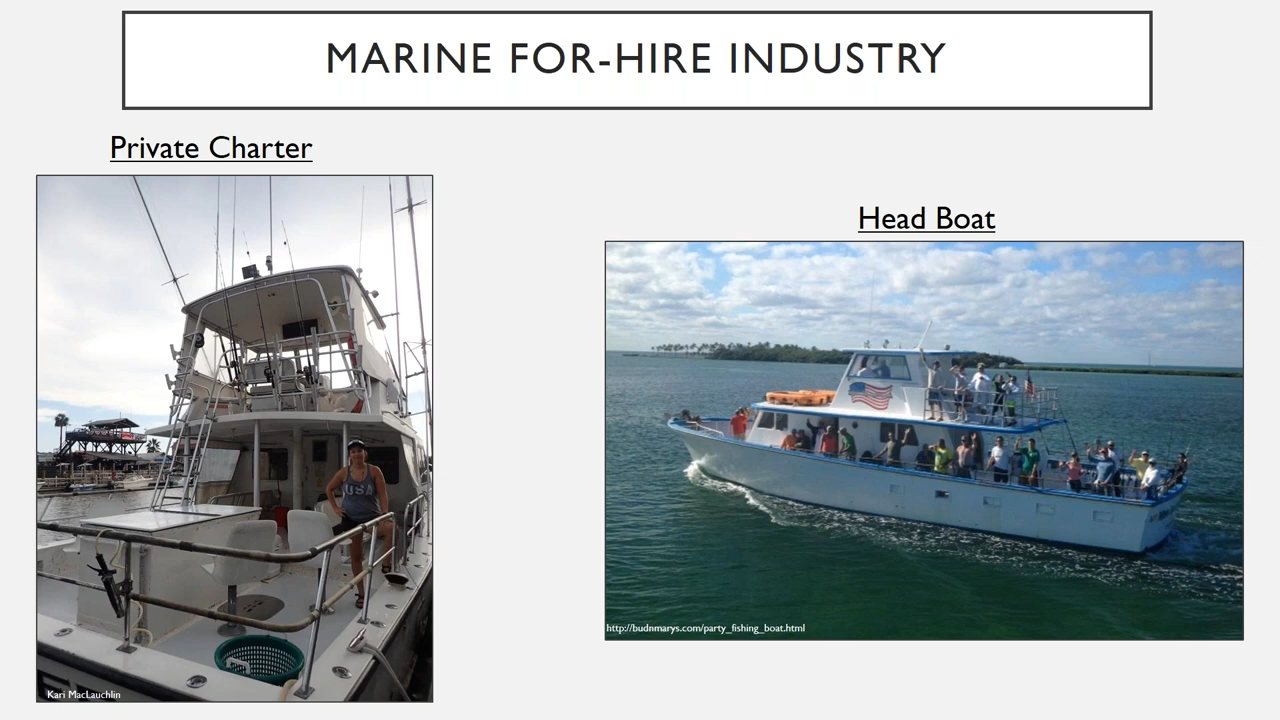 MARINE FOR-HIRE INDUSTRY
Private Charter
Head Boat
USA
http://budnmarys.com/party_fishing_boat.html
Kari MacLauchlin